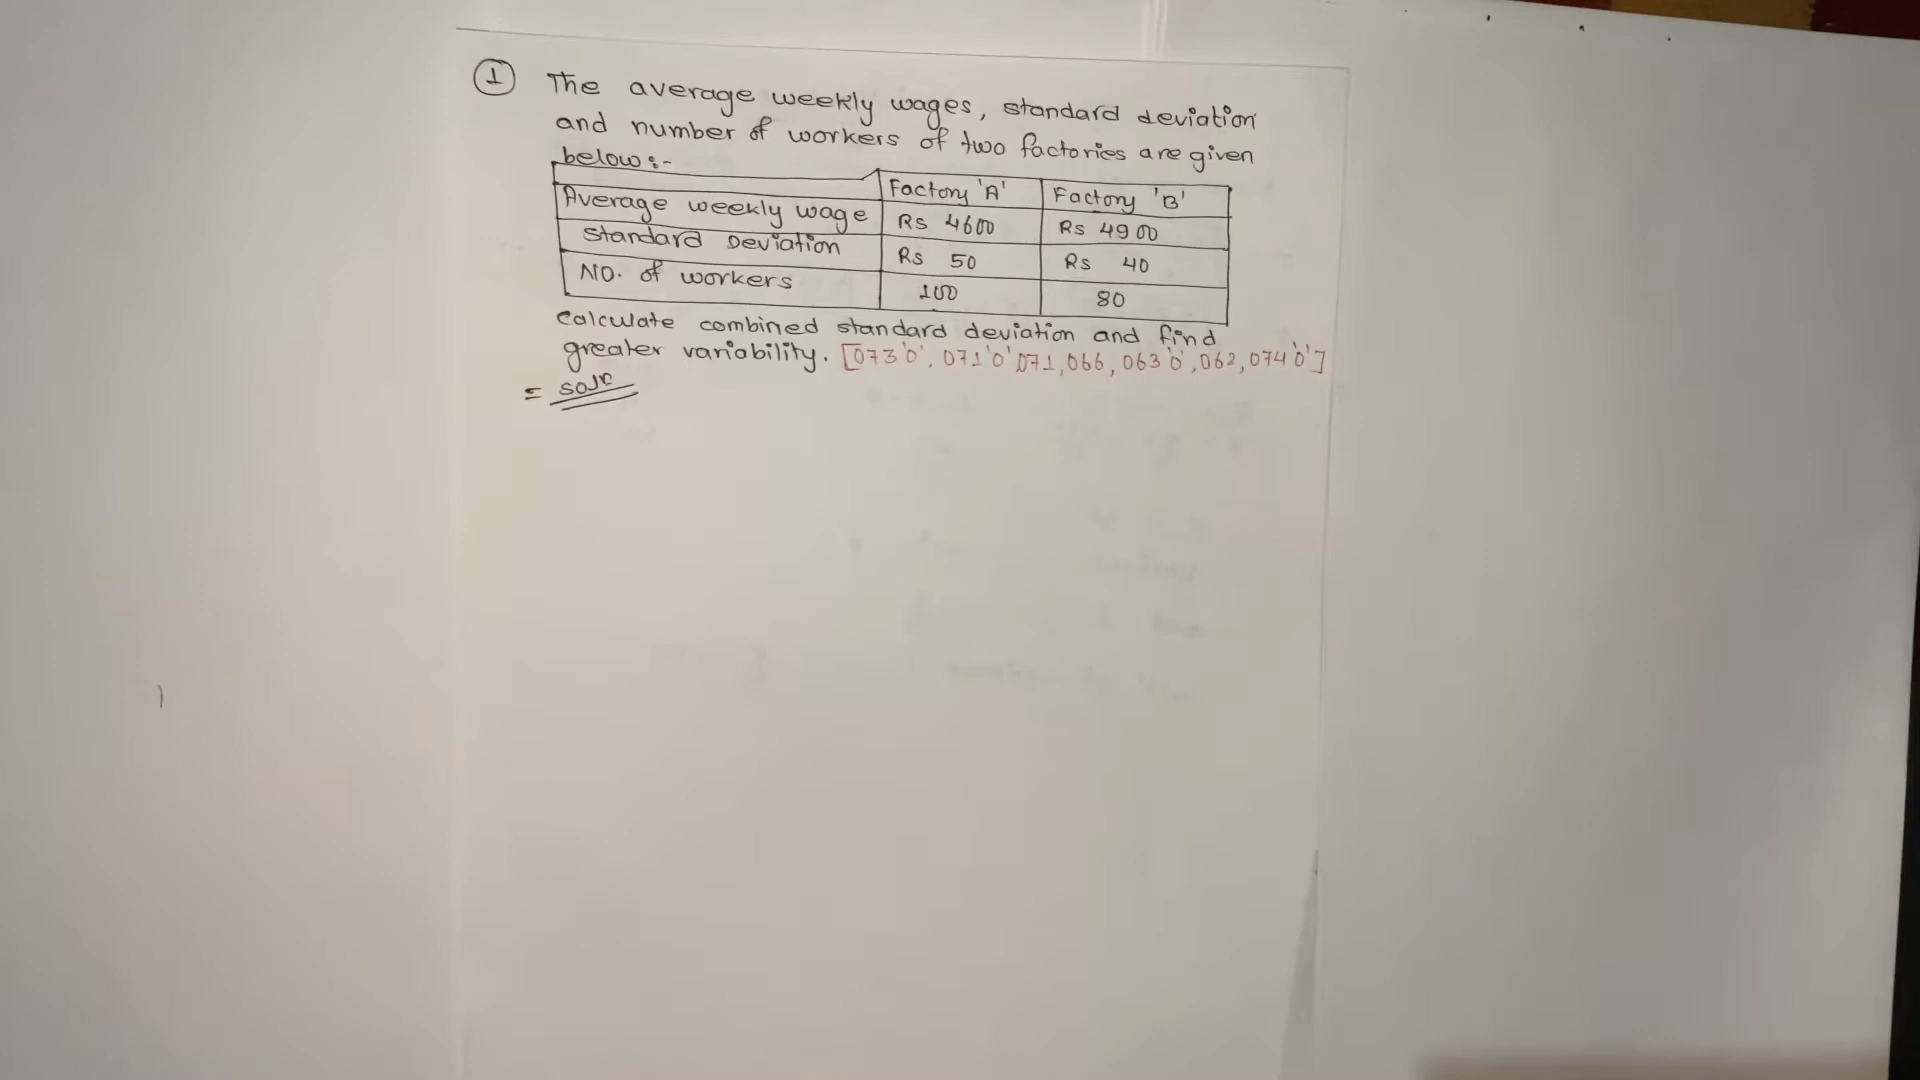 1 The average weekly wages, standard deviation
and number of workers of two factories are given
below:-
Factory 'A' Factory 'B'
Average weekly wage Rs 4600 Rs 4900
Standard Deviation Rs 50 Rs 40
NO. of workers 100 80
calculate combined standard deviation and find
greater variability. [073'0', 071'0' 071, 066, 063'0', 062, 074'0']
= Soln